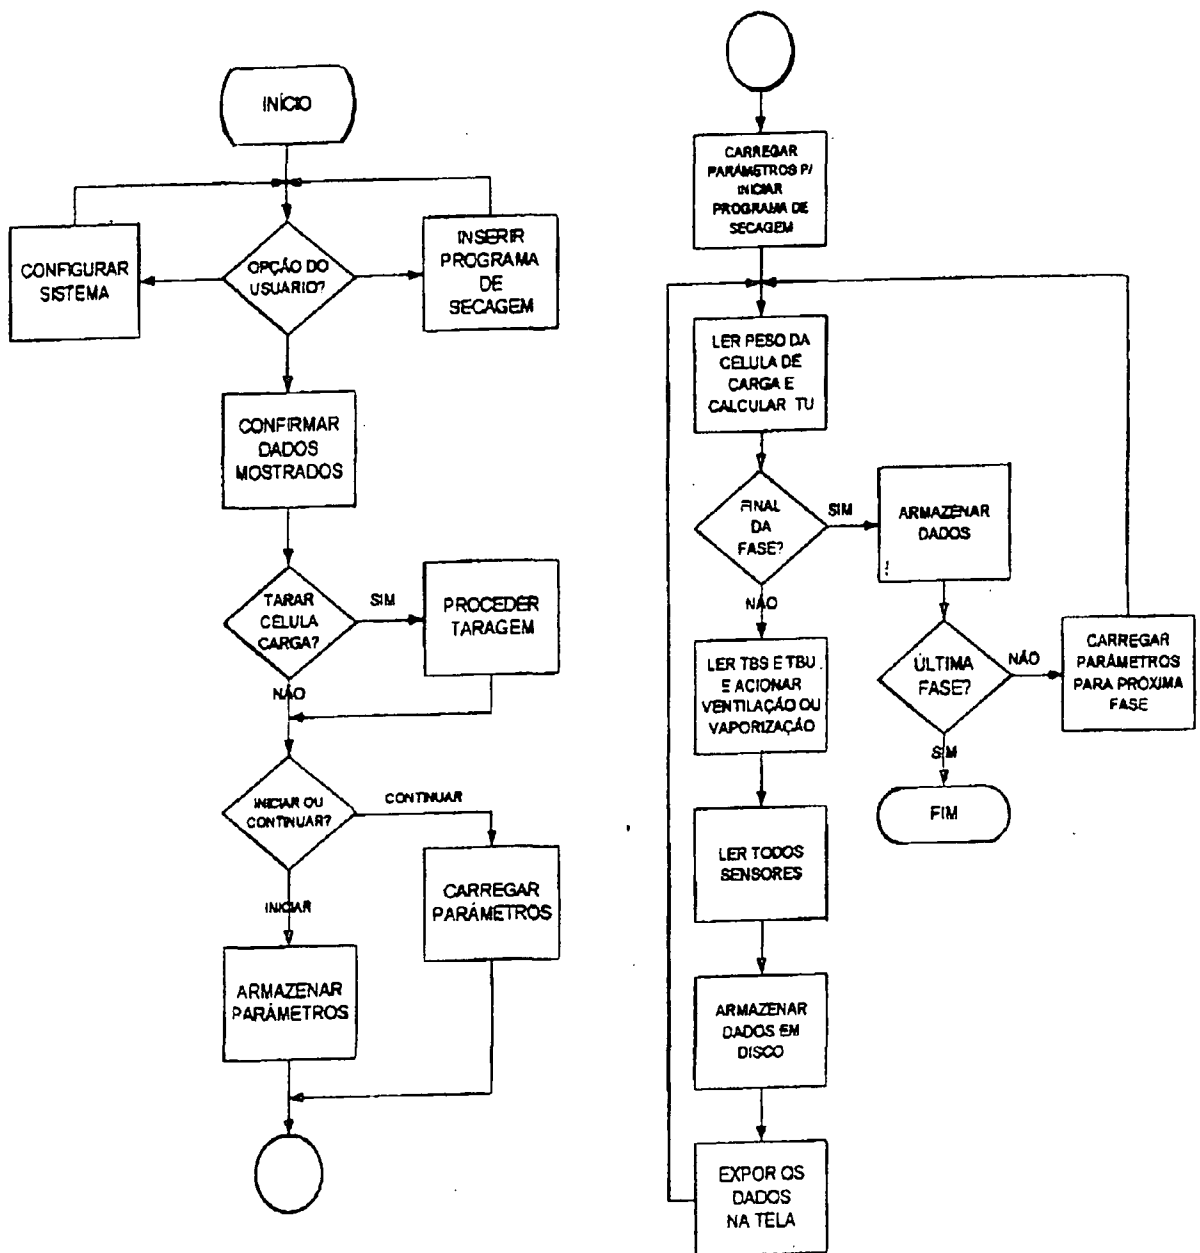 INÍCIO
CONFIGURAR
SISTEMA
OPÇÃO DO
USUARIO?
INSERIR
PROGRAMA
DE
SECAGEM
CONFIRMAR
DADOS
MOSTRADOS
TARAR
CÉLULA
CARGA?
SIM
PROCEDER
TARAGEM
NÃO
INICIAR OU
CONTINUAR?
CONTINUAR
CARREGAR
PARÂMETROS
INICIAR
ARMAZENAR
PARÂMETROS
CARREGAR
PARÂMETROS P/
INICIAR
PROGRAMA DE
SECAGEM
LER PESO DA
CÉLULA DE
CARGA E
CALCULAR TU
FINAL
DA
FASE?
SIM
ARMAZENAR
DADOS
NÃO
LER TBS E TBU
E ACIONAR
VENTILAÇÃO OU
VAPORIZAÇÃO
ÚLTIMA
FASE?
NÃO
CARREGAR
PARÂMETROS
PARA PRÓXIMA
FASE
SIM
FIM
LER TODOS
SENSORES
ARMAZENAR
DADOS EM
DISCO
EXPOR OS
DADOS
NA TELA